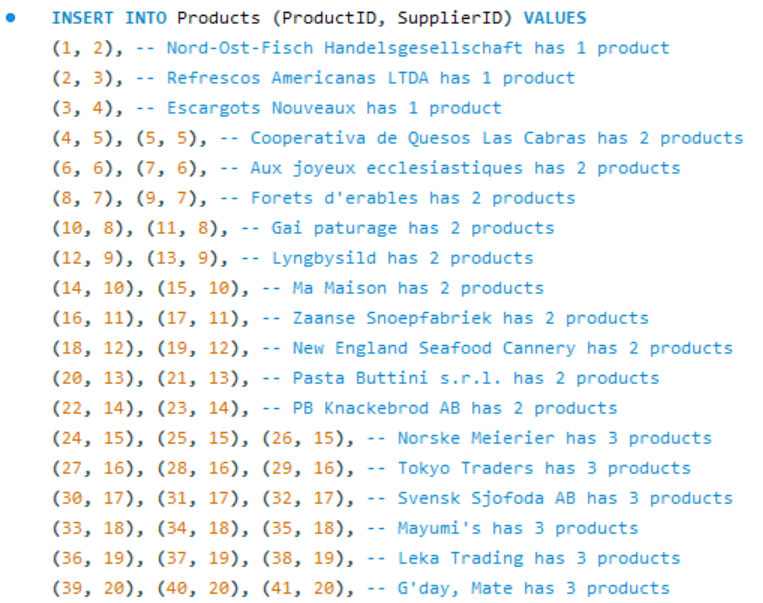 INSERT INTO Products (ProductID, SupplierID) VALUES
(1, 2), -- Nord-Ost-Fisch Handelsgesellschaft has 1 product
(2, 3), -- Refrescos Americanas LTDA has 1 product
(3, 4), -- Escargots Nouveaux has 1 product
(4, 5), (5, 5), -- Cooperativa de Quesos Las Cabras has 2 products
(6, 6), (7, 6), -- Aux joyeux ecclesiastiques has 2 products
(8, 7), (9, 7), -- Forets d'erables has 2 products
(10, 8), (11, 8), -- Gai paturage has 2 products
(12, 9), (13, 9), -- Lyngbysild has 2 products
(14, 10), (15, 10), -- Ma Maison has 2 products
(16, 11), (17, 11), -- Zaanse Snoepfabriek has 2 products
(18, 12), (19, 12), -- New England Seafood Cannery has 2 products
(20, 13), (21, 13), -- Pasta Buttini s.r.l. has 2 products
(22, 14), (23, 14), -- PB Knackebrod AB has 2 products
(24, 15), (25, 15), (26, 15), -- Norske Meierier has 3 products
(27, 16), (28, 16), (29, 16), -- Tokyo Traders has 3 products
(30, 17), (31, 17), (32, 17), -- Svensk Sjofoda AB has 3 products
(33, 18), (34, 18), (35, 18), -- Mayumi's has 3 products
(36, 19), (37, 19), (38, 19), -- Leka Trading has 3 products
(39, 20), (40, 20), (41, 20), -- G'day, Mate has 3 products